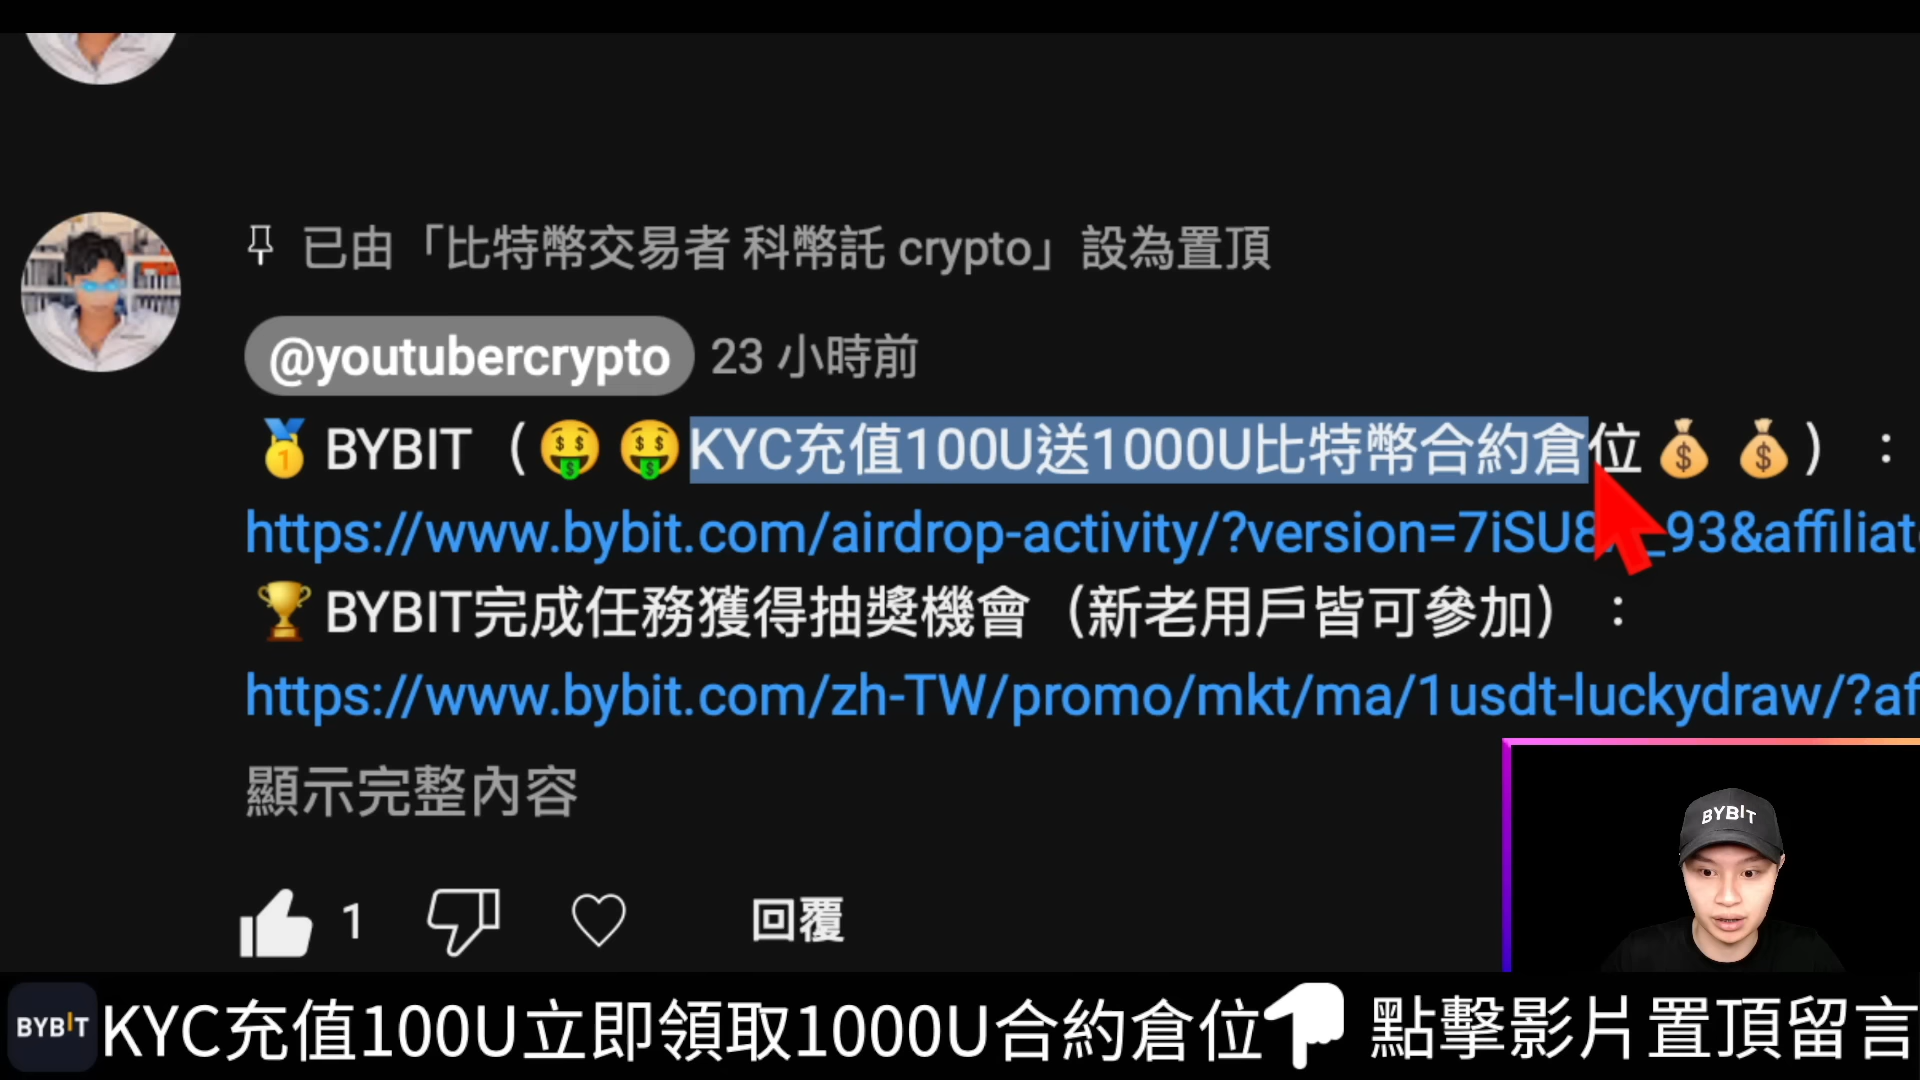 已由「比特幣交易者 科幣託 crypto」設為置頂
@youtubercrypto 23 小時前
🥇BYBIT（🤑🤑KYC充值100U送1000U比特幣合約倉位💰💰）：
https://www.bybit.com/airdrop-activity/?version=7iSU8 _93&affiliat
🏆BYBIT完成任務獲得抽獎機會（新老用戶皆可參加）：
https://www.bybit.com/zh-TW/promo/mkt/ma/1usdt-luckydraw/?af
顯示完整內容
1 回覆
BYBIT
BYBIT KYC充值100U立即領取1000U合約倉位👇點擊影片置頂留言